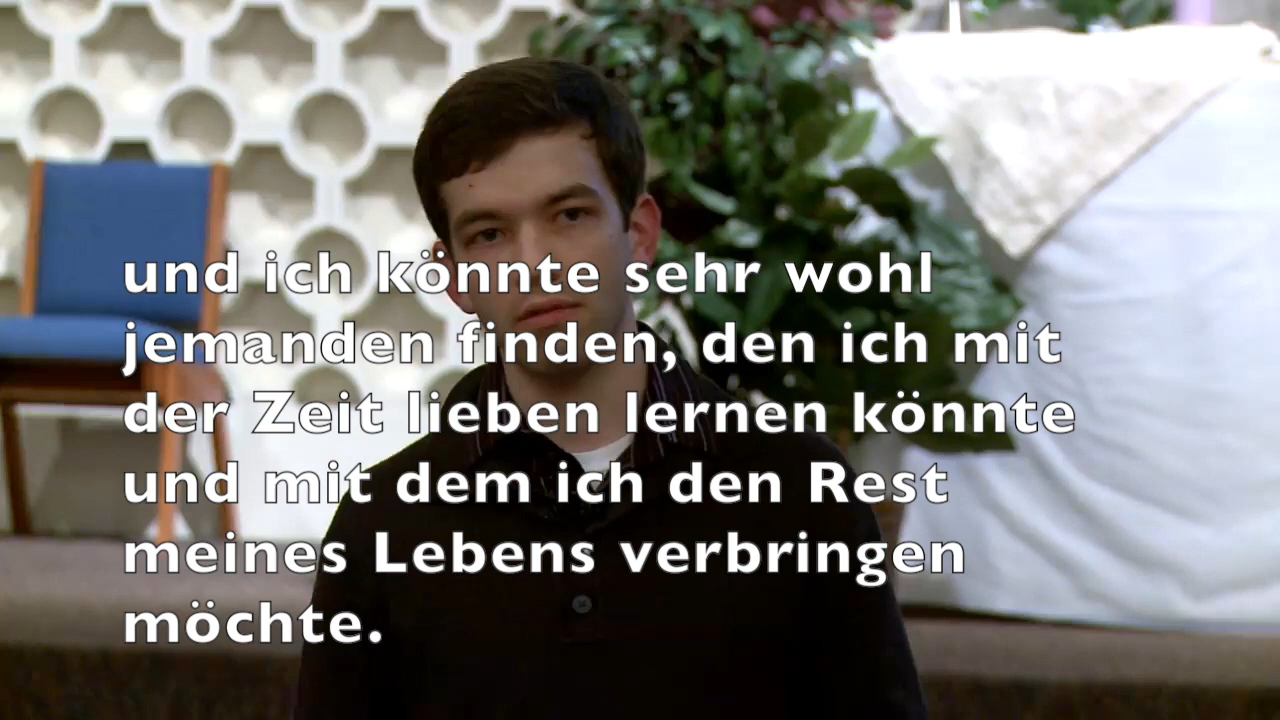 und ich könnte sehr wohl
jemanden finden, den ich mit
der Zeit lieben lernen könnte
und mit dem ich den Rest
meines Lebens verbringen
möchte.